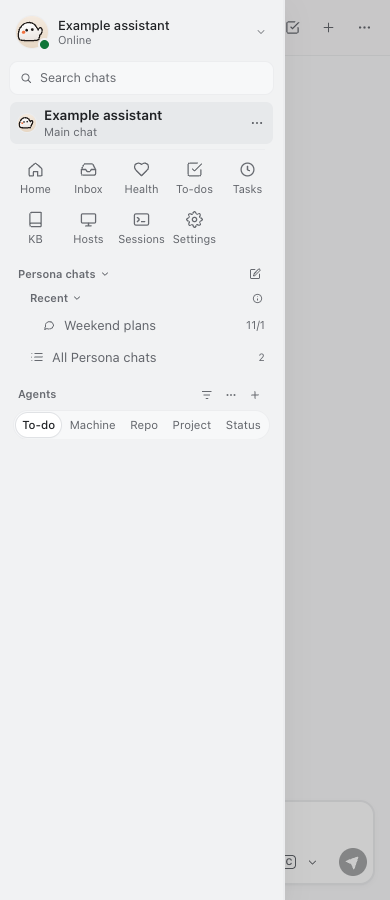 Example assistant
Online
Search chats
Example assistant
Main chat
Home Inbox Health To-dos Tasks
KB Hosts Sessions Settings
Persona chats
Recent
Weekend plans 11/1
All Persona chats 2
Agents
To-do Machine Repo Project Status
C